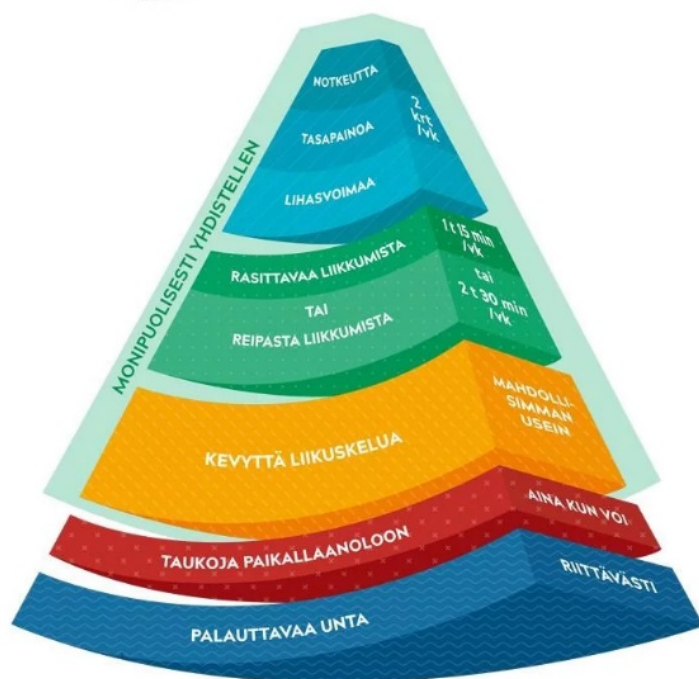 NOTKEUTTA
TASAPAINOA
LIHASVOIMAA
2
krt
/vk
MONIPUOLISESTI YHDISTELLEN
RASITTAVAA LIIKKUMISTA
1 t 15 min
/vk
TAI
tai
REIPASTA LIIKKUMISTA
2 t 30 min
/vk
KEVYTTÄ LIIKUSKELUA
MAHDOLLI-
SIMMAN
USEIN
TAUKOJA PAIKALLAANOLOON
AINA KUN VOI
PALAUTTAVAA UNTA
RIITTÄVÄSTI